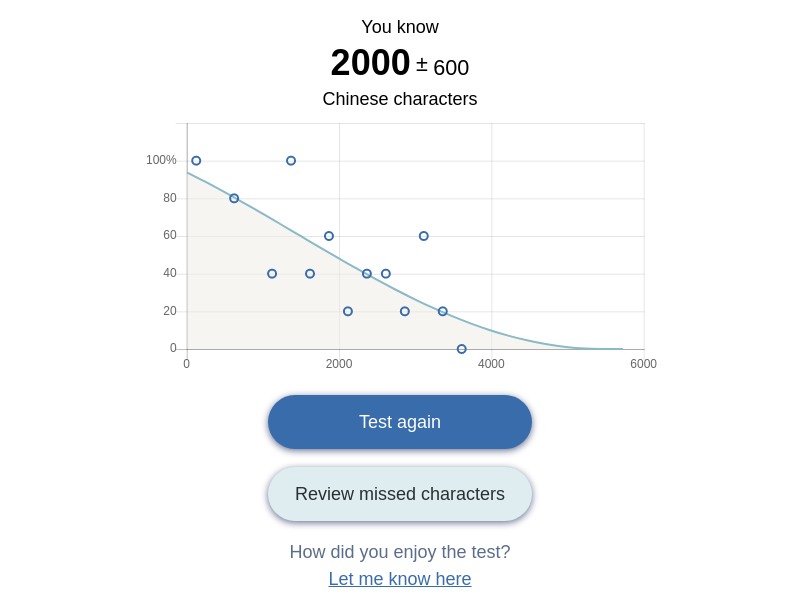 You know
2000 ± 600
Chinese characters
100%
80
60
40
20
0
0 2000 4000 6000
Test again
Review missed characters
How did you enjoy the test?
Let me know here